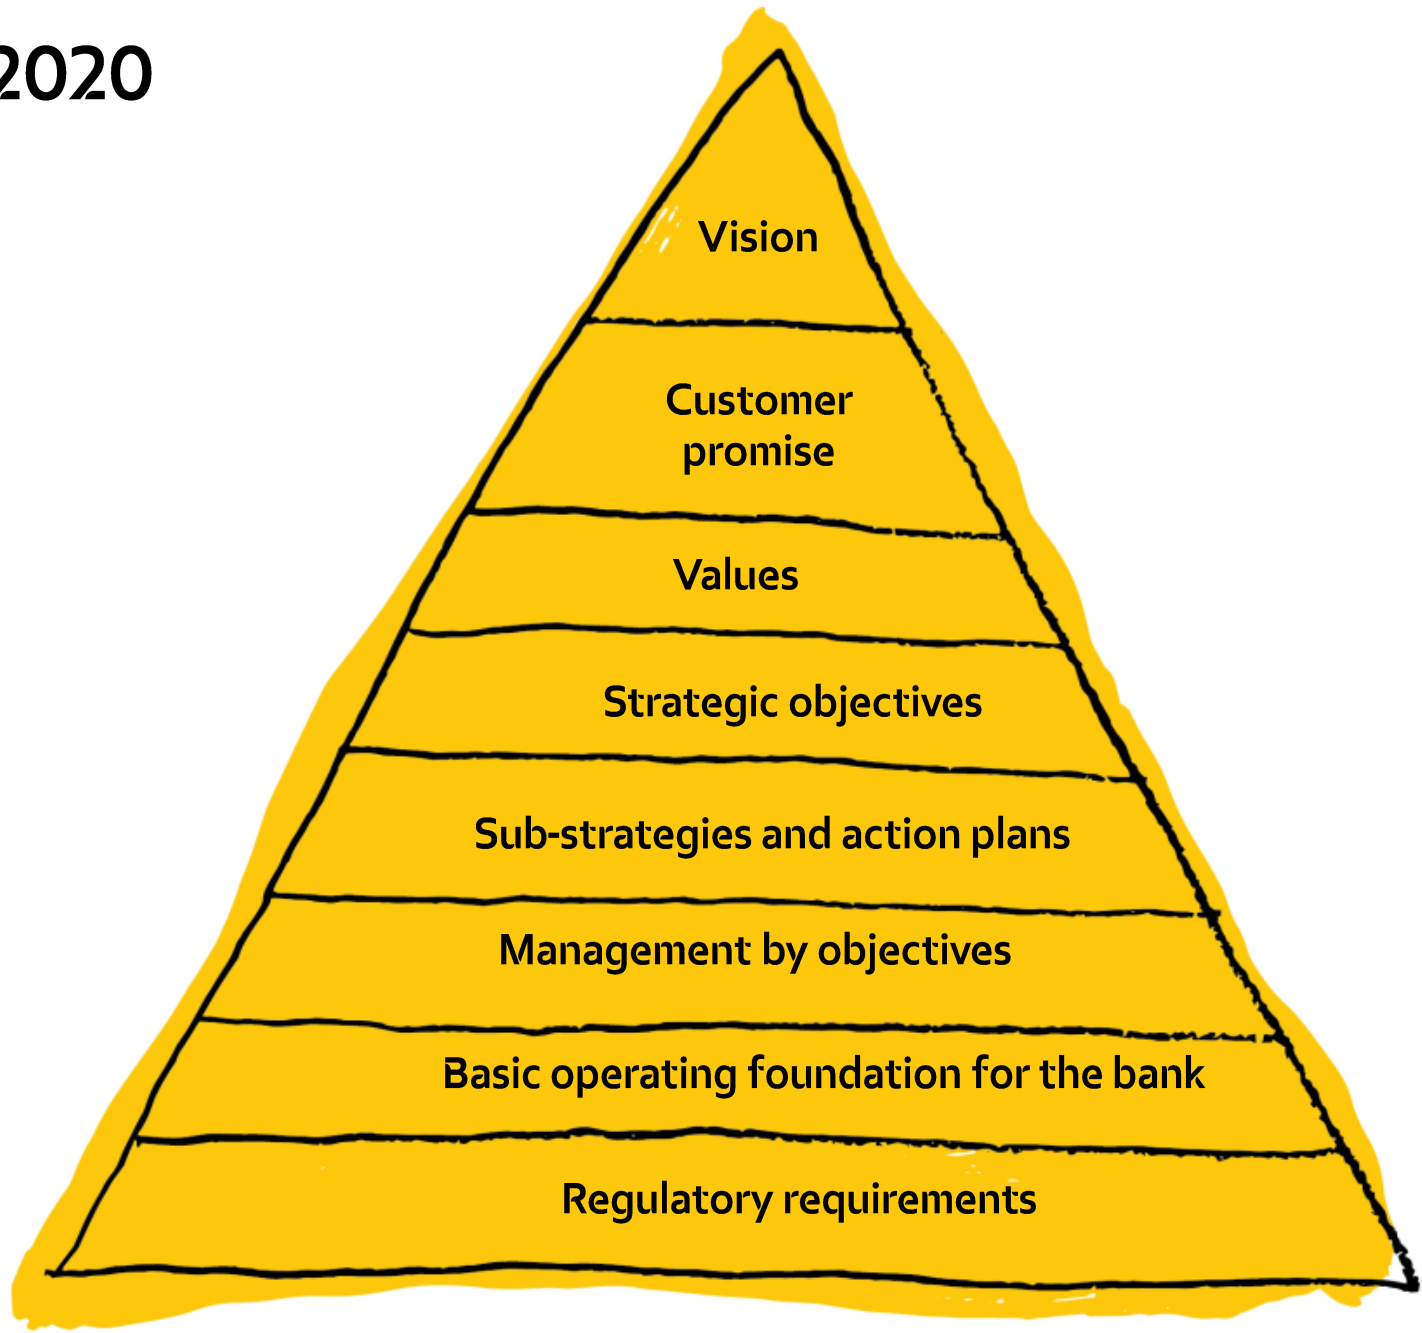 2020
Vision
Customer
promise
Values
Strategic objectives
Sub-strategies and action plans
Management by objectives
Basic operating foundation for the bank
Regulatory requirements